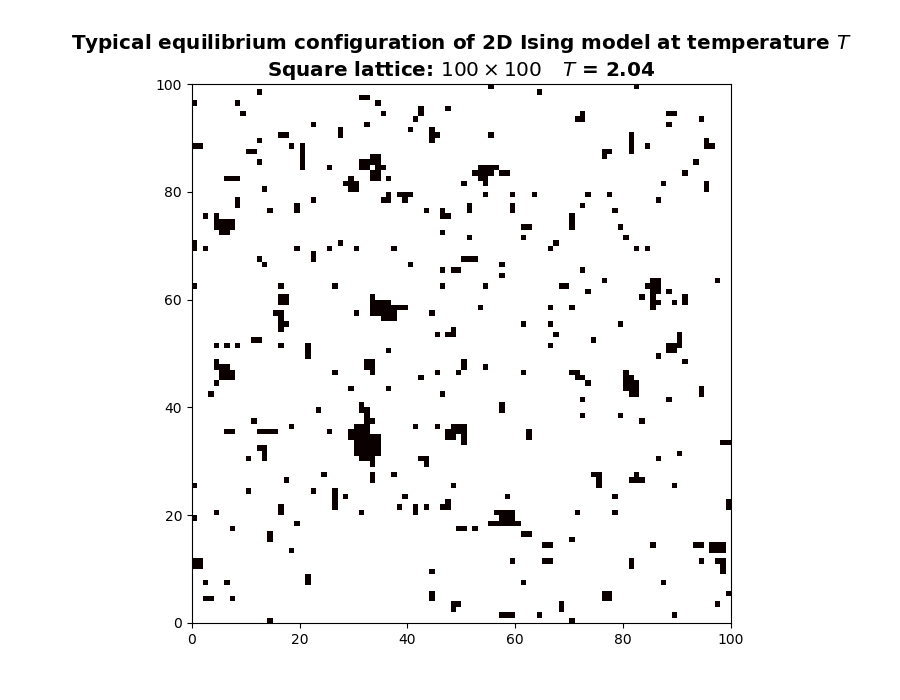 Typical equilibrium configuration of 2D Ising model at temperature T
Square lattice: 100 × 100 T = 2.04
100
80
60
40
20
0
0 20 40 60 80 100